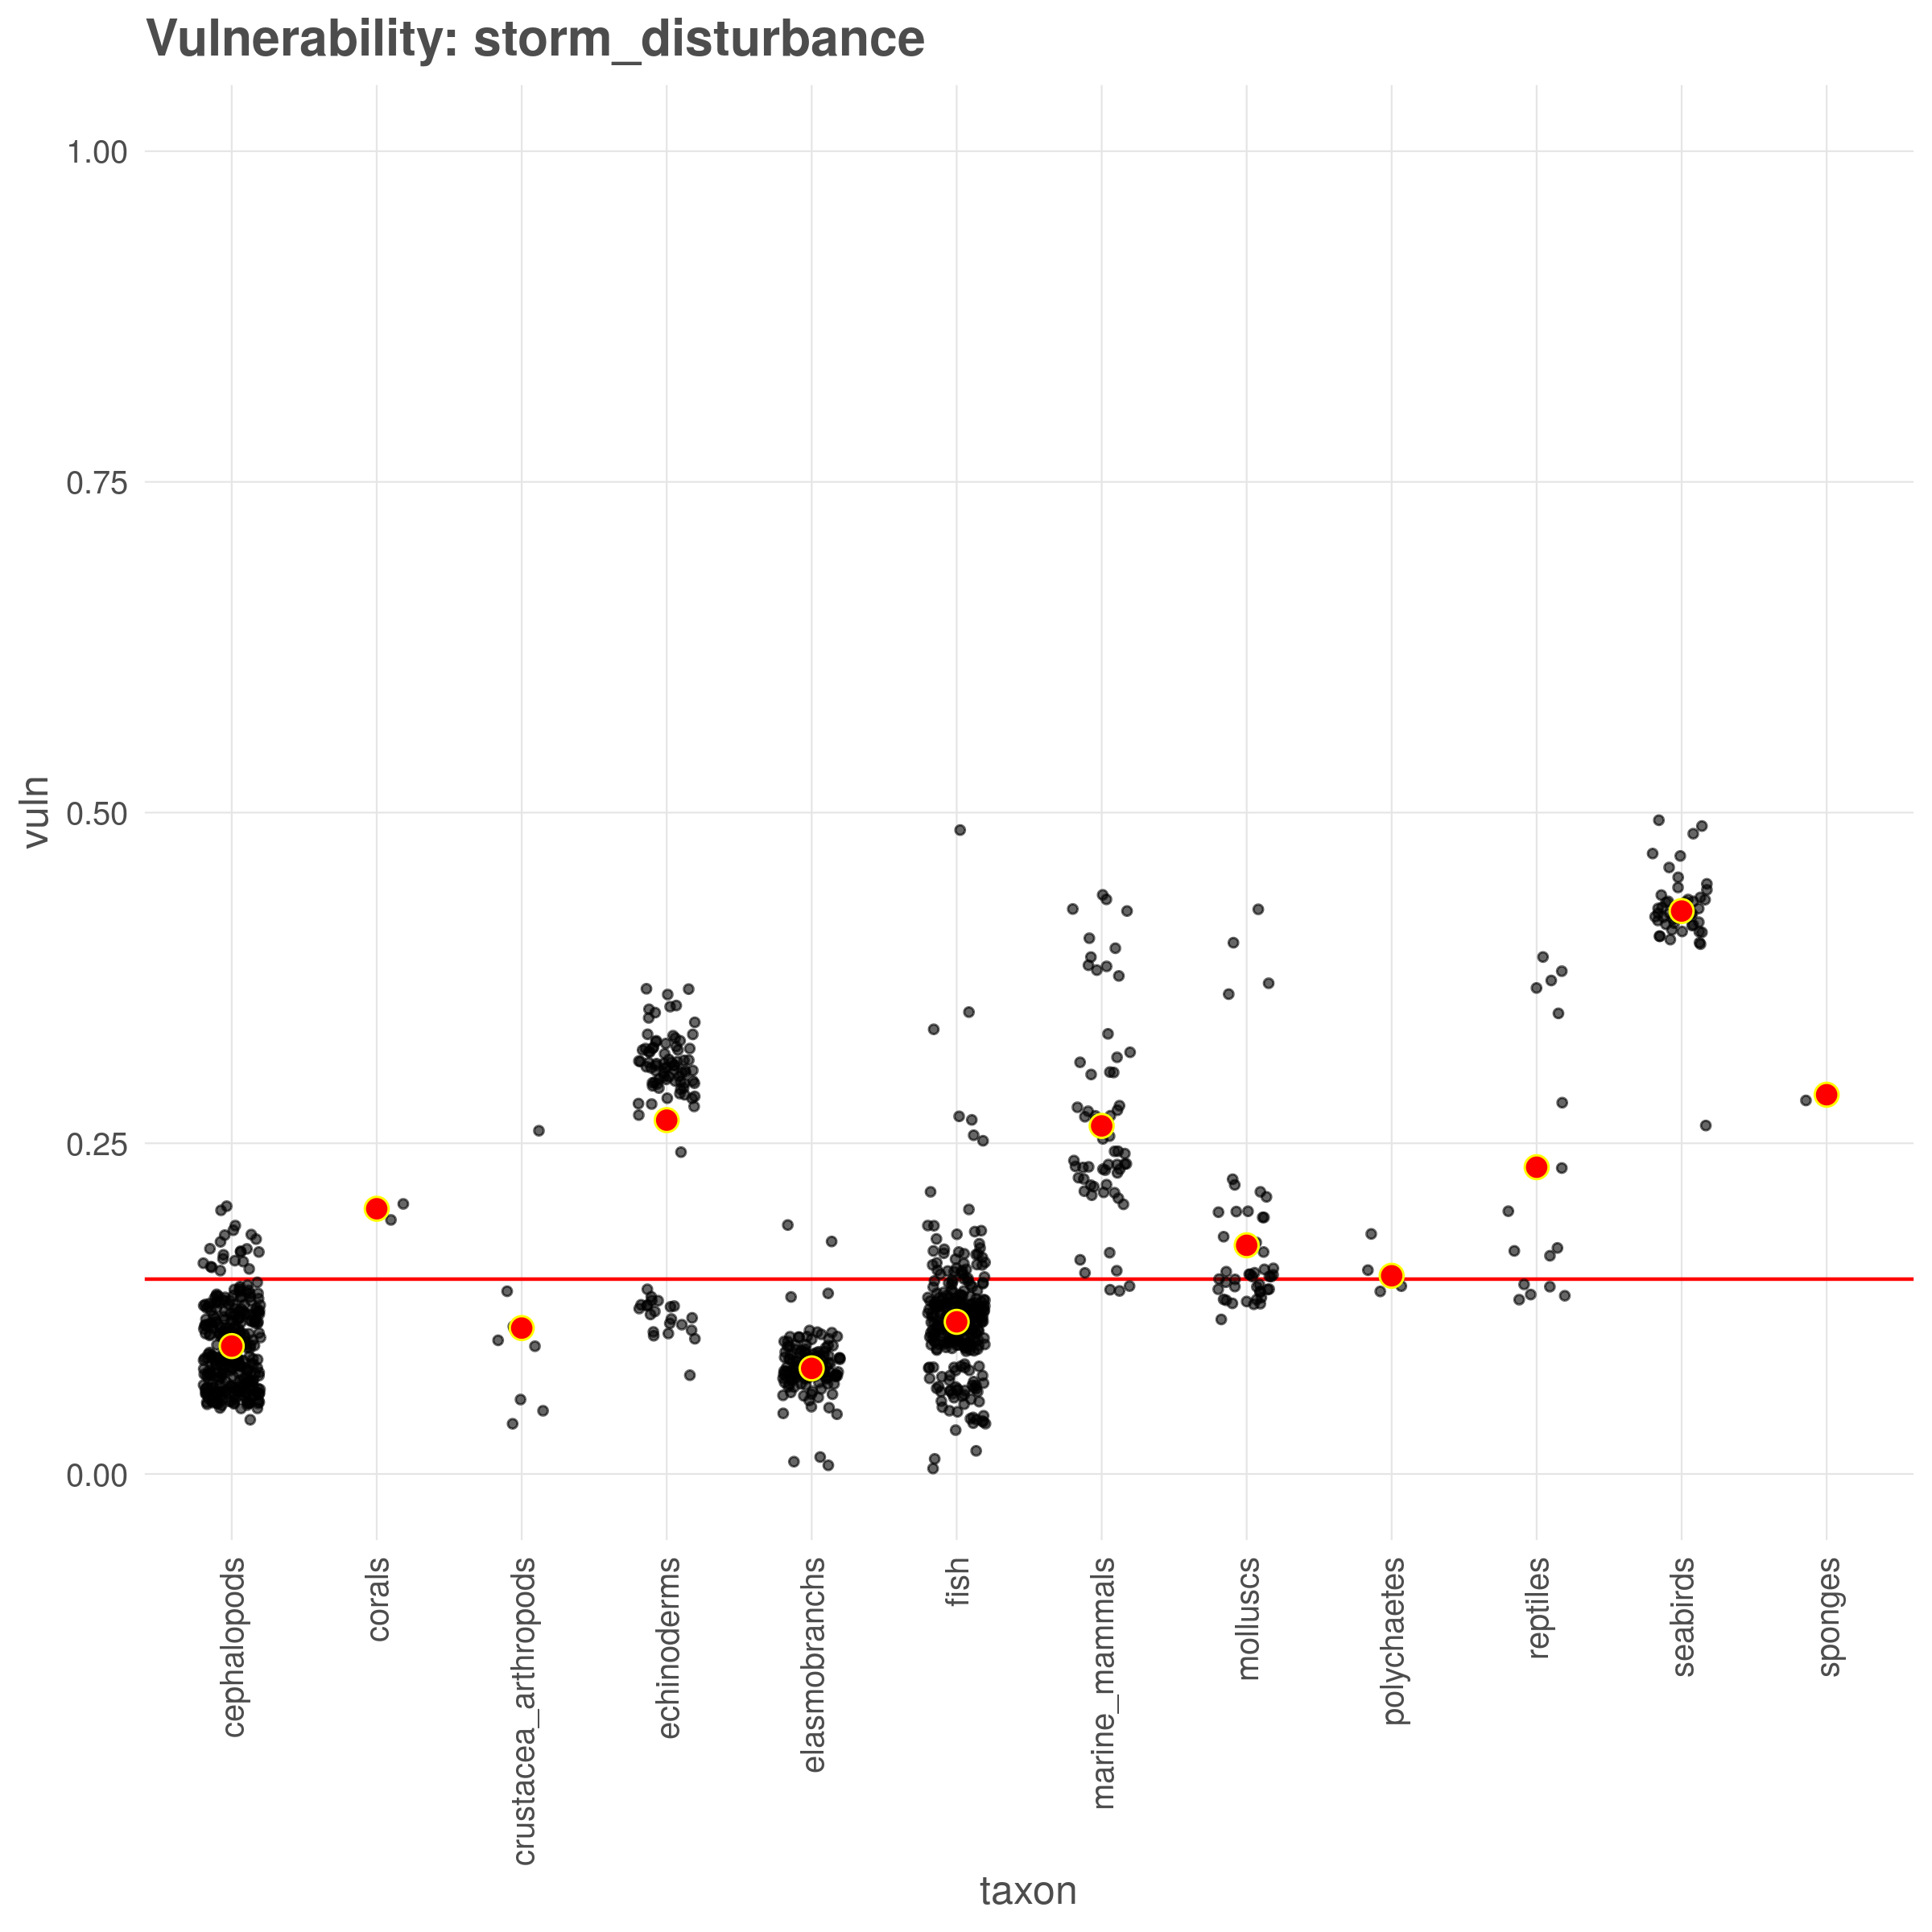 Vulnerability: storm_disturbance
vuln
1.00
0.75
0.50
0.25
0.00
cephalopods
corals
crustacea_arthropods
echinoderms
elasmobranchs
fish
marine_mammals
molluscs
polychaetes
reptiles
seabirds
sponges
taxon